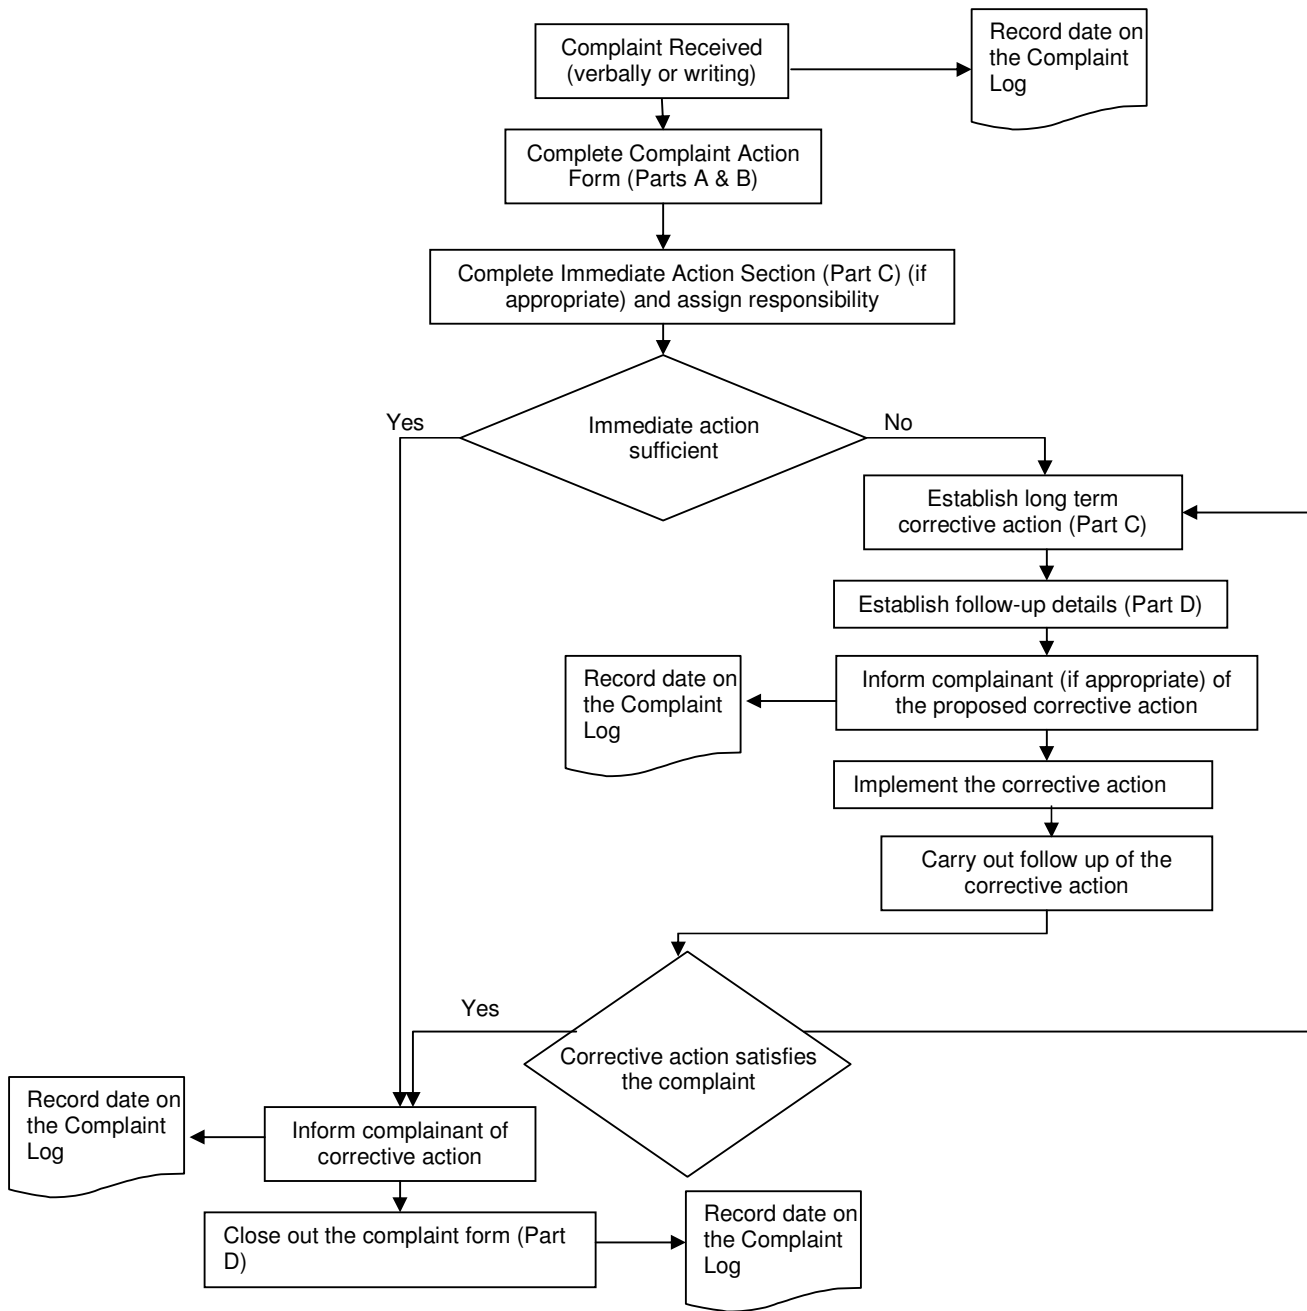 Complaint Received
(verbally or writing)
Record date on
the Complaint
Log
Complete Complaint Action
Form (Parts A & B)
Complete Immediate Action Section (Part C) (if
appropriate) and assign responsibility
Yes
Immediate action
sufficient
No
Establish long term
corrective action (Part C)
Establish follow-up details (Part D)
Record date on
the Complaint
Log
Inform complainant (if appropriate) of
the proposed corrective action
Implement the corrective action
Carry out follow up of the
corrective action
Yes
Corrective action satisfies
the complaint
Record date on
the Complaint
Log
Inform complainant of
corrective action
Close out the complaint form (Part
D)
Record date on
the Complaint
Log